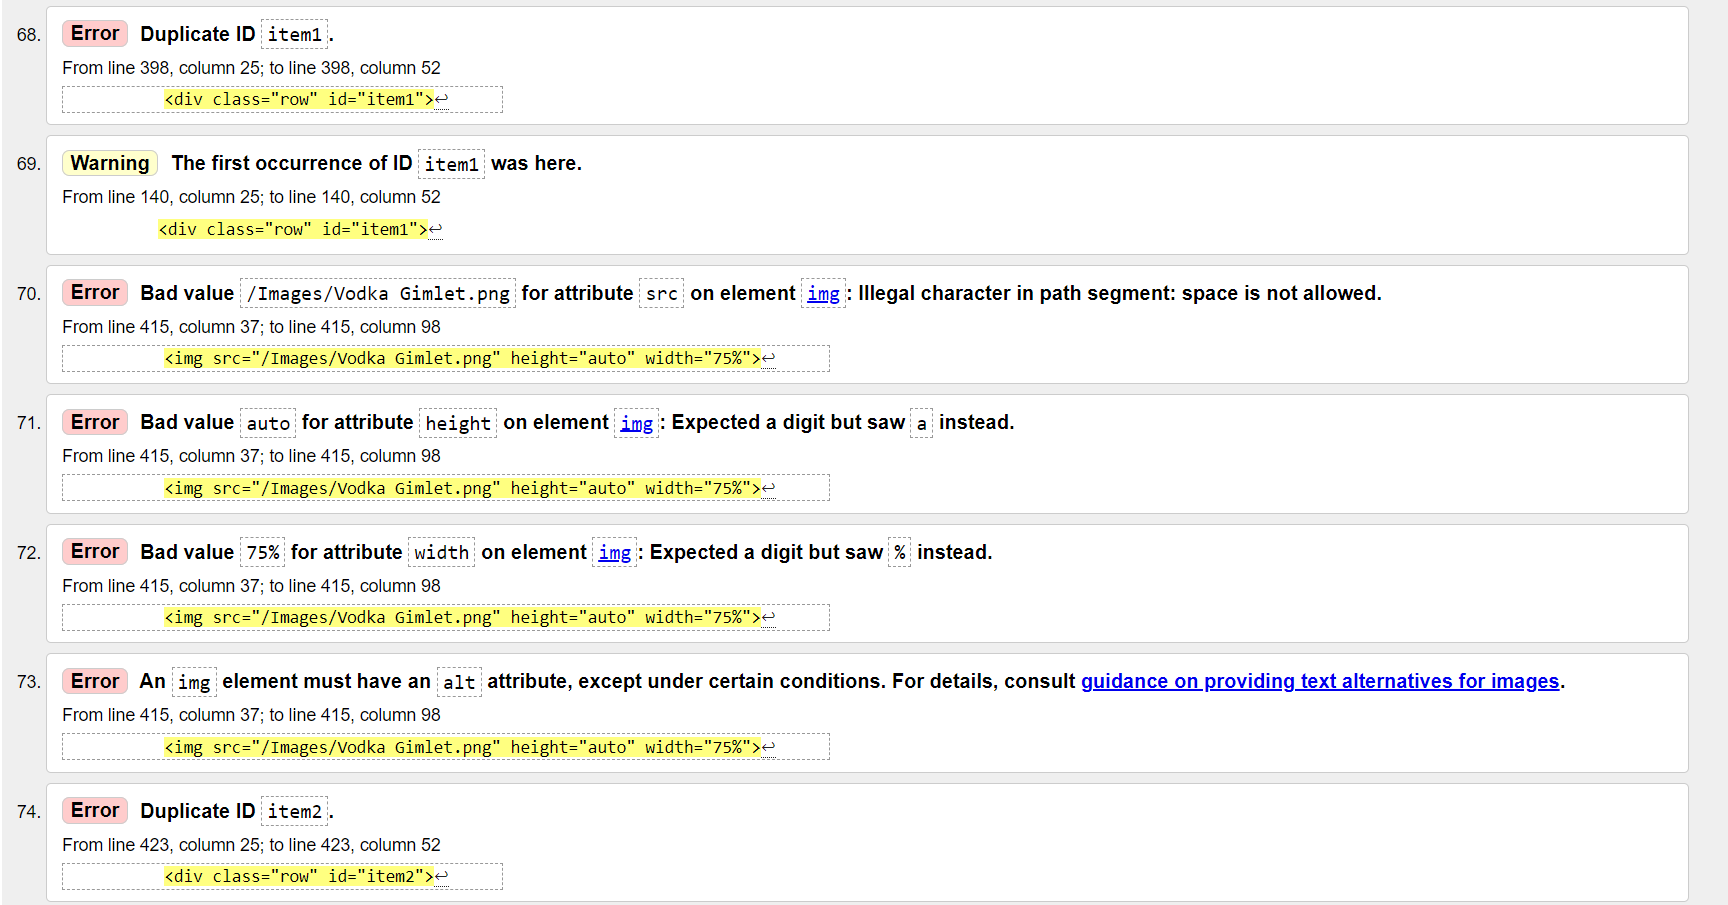 68. Error Duplicate ID item1.
From line 398, column 25; to line 398, column 52
<div class="row" id="item1">↩
69. Warning The first occurrence of ID item1 was here.
From line 140, column 25; to line 140, column 52
<div class="row" id="item1">↩
70. Error Bad value /Images/Vodka Gimlet.png for attribute src on element img: Illegal character in path segment: space is not allowed.
From line 415, column 37; to line 415, column 98
<img src="/Images/Vodka Gimlet.png" height="auto" width="75%">↩
71. Error Bad value auto for attribute height on element img: Expected a digit but saw a instead.
From line 415, column 37; to line 415, column 98
<img src="/Images/Vodka Gimlet.png" height="auto" width="75%">↩
72. Error Bad value 75% for attribute width on element img: Expected a digit but saw % instead.
From line 415, column 37; to line 415, column 98
<img src="/Images/Vodka Gimlet.png" height="auto" width="75%">↩
73. Error An img element must have an alt attribute, except under certain conditions. For details, consult guidance on providing text alternatives for images.
From line 415, column 37; to line 415, column 98
<img src="/Images/Vodka Gimlet.png" height="auto" width="75%">↩
74. Error Duplicate ID item2.
From line 423, column 25; to line 423, column 52
<div class="row" id="item2">↩